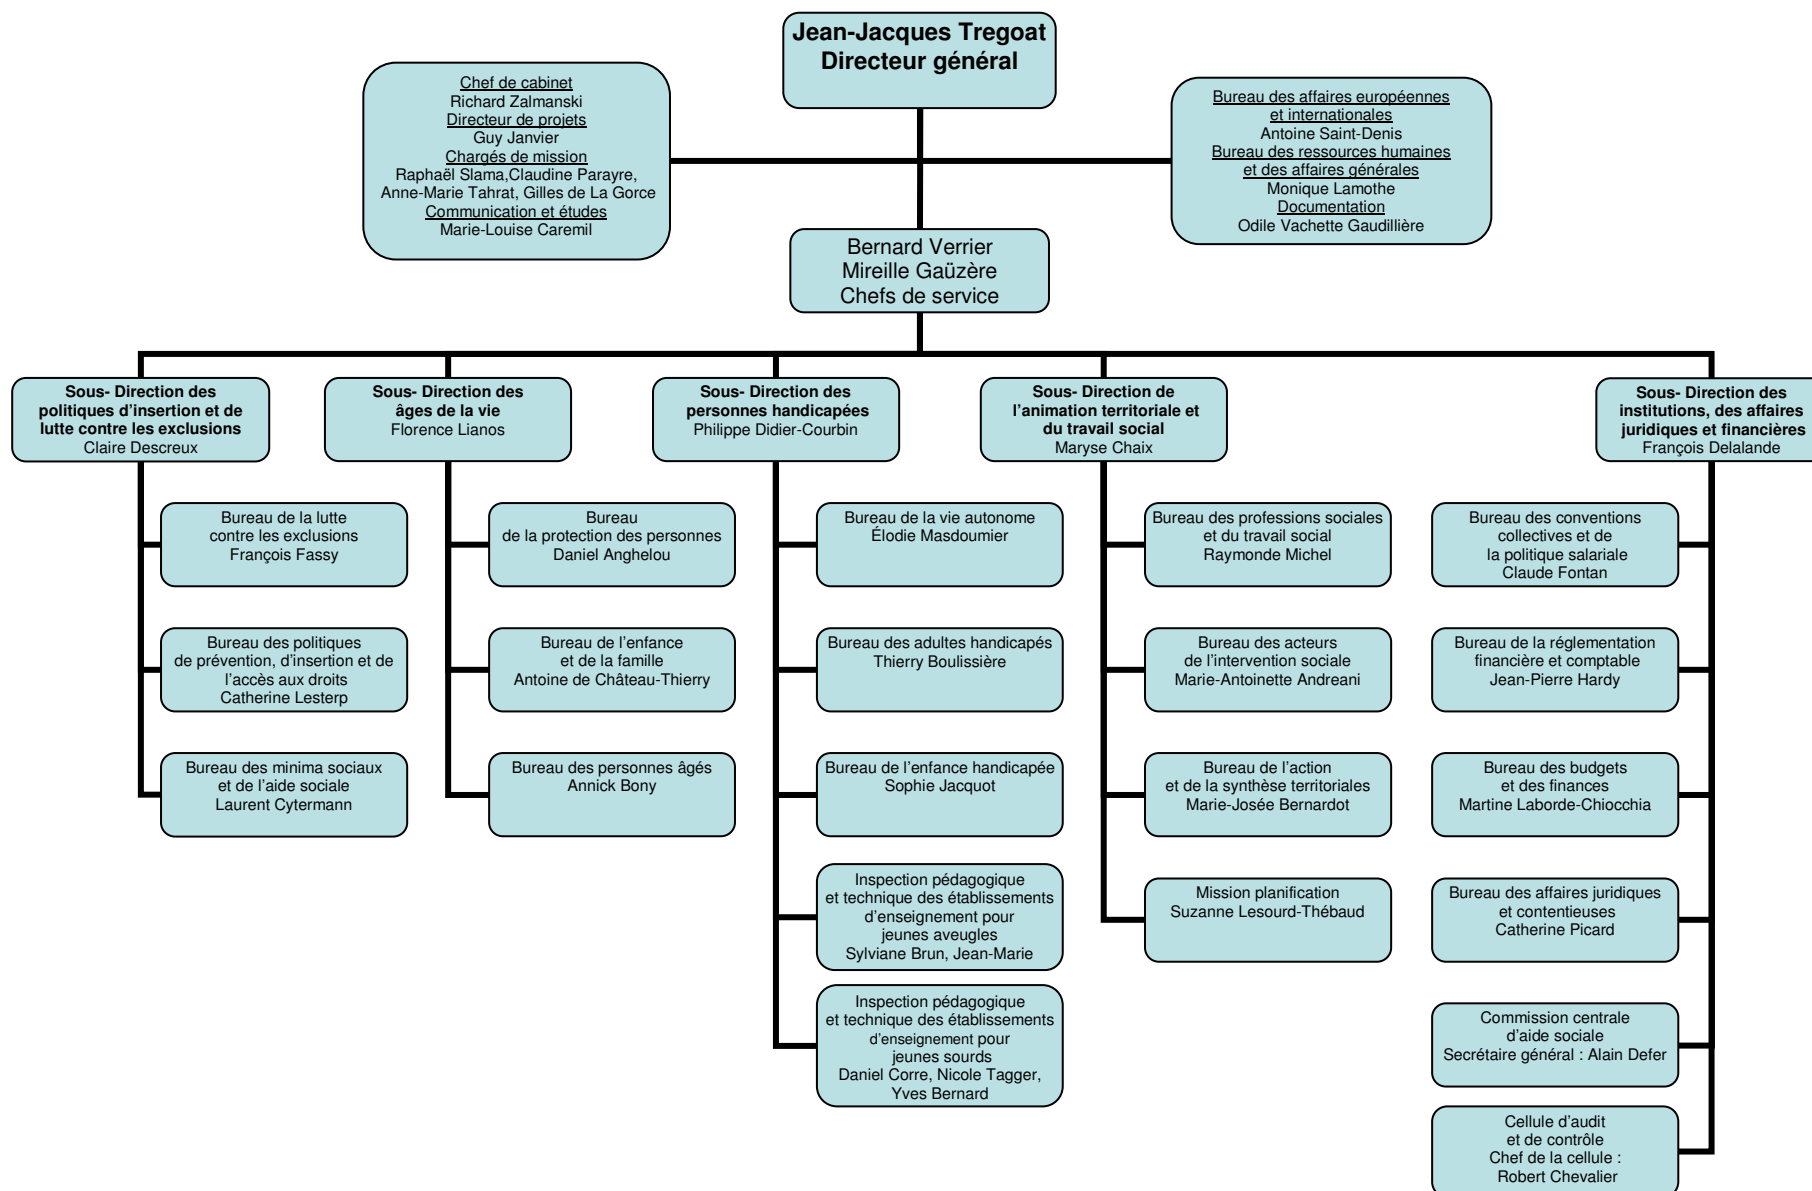 Jean-Jacques Tregoat
Directeur général
Chef de cabinet
Richard Zalmanski
Directeur de projets
Guy Janvier
Chargés de mission
Raphaël Slama,Claudine Parayre,
Anne-Marie Tahrat, Gilles de La Gorce
Communication et études
Marie-Louise Caremil
Bureau des affaires européennes
et internationales
Antoine Saint-Denis
Bureau des ressources humaines
et des affaires générales
Monique Lamothe
Documentation
Odile Vachette Gaudillière
Bernard Verrier
Mireille Gaüzère
Chefs de service
Sous- Direction des
politiques d’insertion et de
lutte contre les exclusions
Claire Descreux
Bureau de la lutte
contre les exclusions
François Fassy
Bureau des politiques
de prévention, d’insertion et de
l’accès aux droits
Catherine Lesterp
Bureau des minima sociaux
et de l’aide sociale
Laurent Cytermann
Sous- Direction des
âges de la vie
Florence Lianos
Bureau
de la protection des personnes
Daniel Anghelou
Bureau de l’enfance
et de la famille
Antoine de Château-Thierry
Bureau des personnes âgés
Annick Bony
Sous- Direction des
personnes handicapées
Philippe Didier-Courbin
Bureau de la vie autonome
Élodie Masdoumier
Bureau des adultes handicapés
Thierry Boulissière
Bureau de l’enfance handicapée
Sophie Jacquot
Inspection pédagogique
et technique des établissements
d’enseignement pour
jeunes aveugles
Sylviane Brun, Jean-Marie
Inspection pédagogique
et technique des établissements
d’enseignement pour
jeunes sourds
Daniel Corre, Nicole Tagger,
Yves Bernard
Sous- Direction de
l’animation territoriale et
du travail social
Maryse Chaix
Bureau des professions sociales
et du travail social
Raymonde Michel
Bureau des acteurs
de l’intervention sociale
Marie-Antoinette Andreani
Bureau de l’action
et de la synthèse territoriales
Marie-Josée Bernardot
Mission planification
Suzanne Lesourd-Thébaud
Sous- Direction des
institutions, des affaires
juridiques et financières
François Delalande
Bureau des conventions
collectives et de
la politique salariale
Claude Fontan
Bureau de la réglementation
financière et comptable
Jean-Pierre Hardy
Bureau des budgets
et des finances
Martine Laborde-Chiocchia
Bureau des affaires juridiques
et contentieuses
Catherine Picard
Commission centrale
d’aide sociale
Secrétaire général : Alain Defer
Cellule d’audit
et de contrôle
Chef de la cellule :
Robert Chevalier